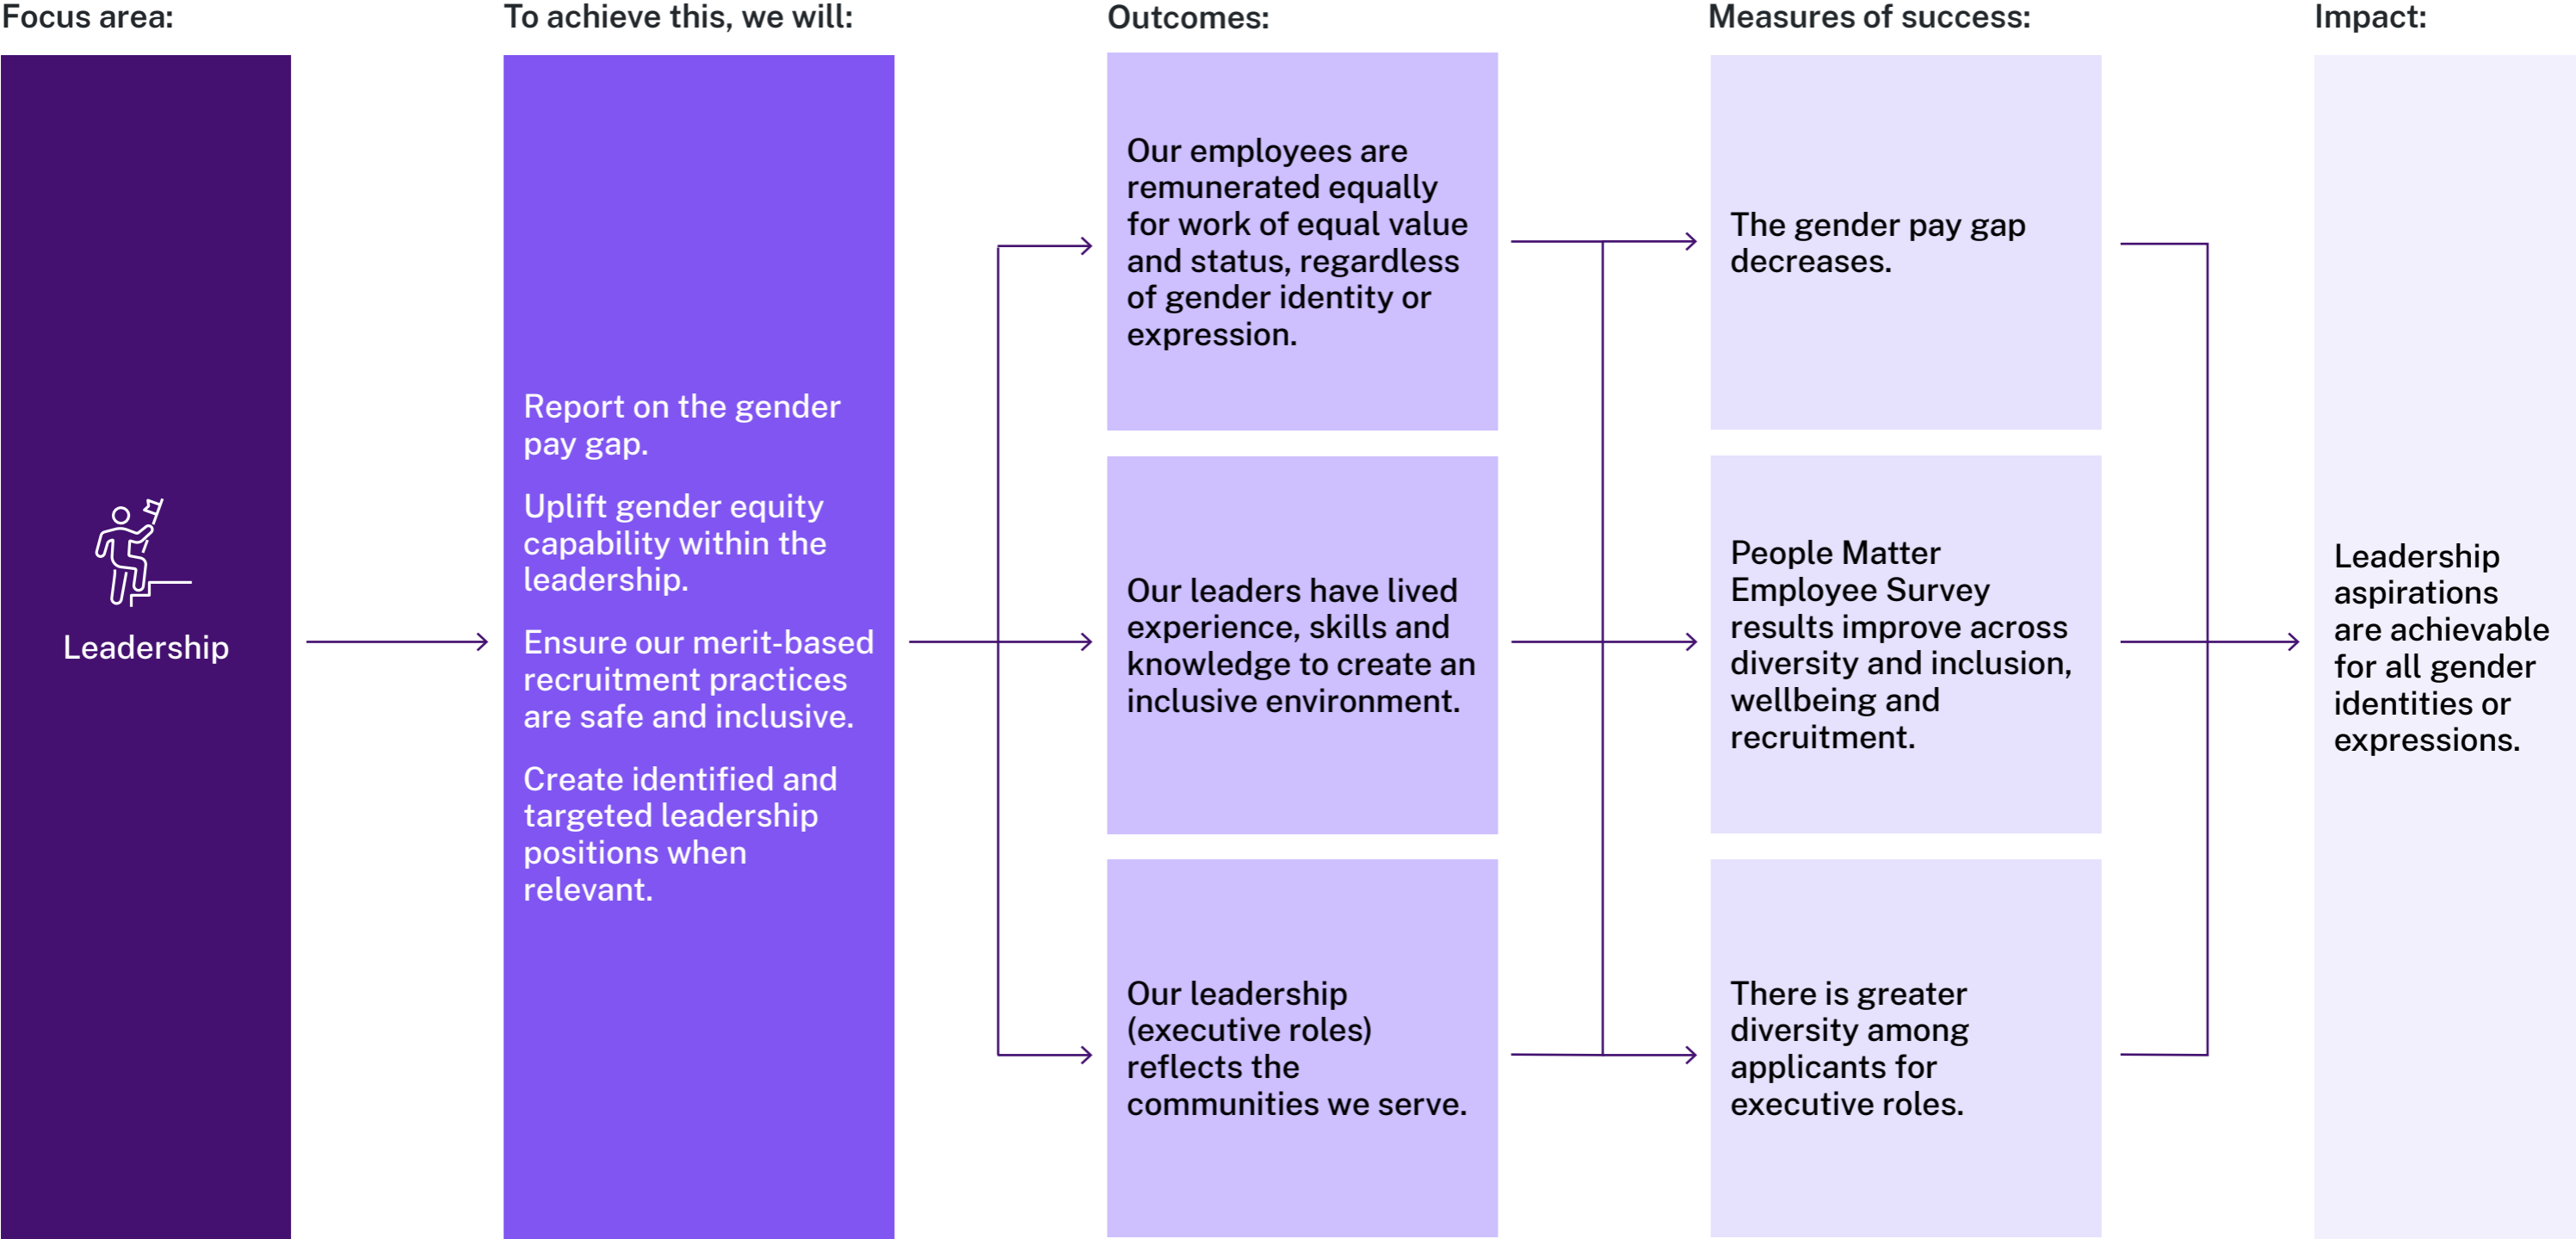 Focus area:
To achieve this, we will:
Outcomes:
Measures of success:
Impact:
Leadership
Report on the gender
pay gap.
Uplift gender equity
capability within the
leadership.
Ensure our merit-based
recruitment practices
are safe and inclusive.
Create identified and
targeted leadership
positions when
relevant.
Our employees are
remunerated equally
for work of equal value
and status, regardless
of gender identity or
expression.
Our leaders have lived
experience, skills and
knowledge to create an
inclusive environment.
Our leadership
(executive roles)
reflects the
communities we serve.
The gender pay gap
decreases.
People Matter
Employee Survey
results improve across
diversity and inclusion,
wellbeing and
recruitment.
There is greater
diversity among
applicants for
executive roles.
Leadership
aspirations
are achievable
for all gender
identities or
expressions.